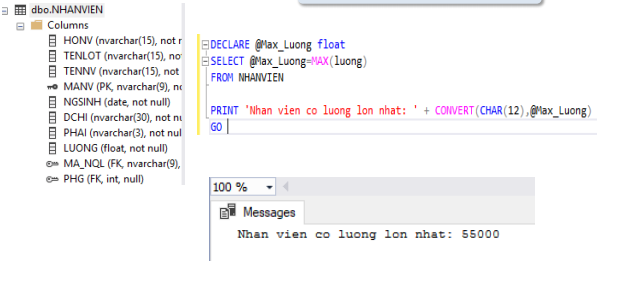 dbo.NHANVIEN
Columns
HONV (nvarchar(15), not r
TENLOT (nvarchar(15), no
TENNV (nvarchar(15), not
MANV (PK, nvarchar(9), no
NGSINH (date, not null)
DCHI (nvarchar(30), not nu
PHAI (nvarchar(3), not nul
LUONG (float, not null)
MA_NQL (FK, nvarchar(9),
PHG (FK, int, null)
DECLARE @Max_Luong float
SELECT @Max_Luong=MAX(luong)
FROM NHANVIEN
PRINT 'Nhan vien co luong lon nhat: ' + CONVERT(CHAR(12),@Max_Luong)
GO
100 %
Messages
Nhan vien co luong lon nhat: 55000